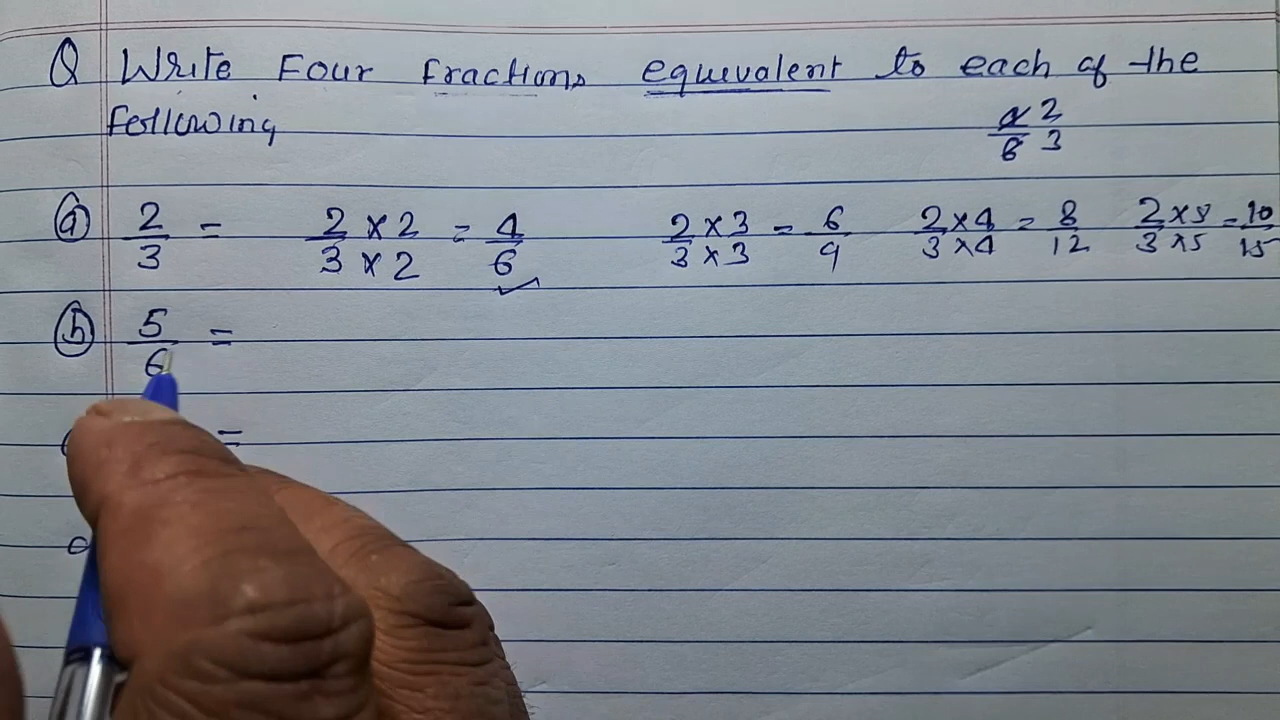 Q Write Four fractions equivalent to each of the
following
4 2
6 3
a 2/3 = 2 × 2 / 3 × 2 = 4/6 2 × 3 / 3 × 3 = 6/9 2 × 4 / 3 × 4 = 8/12 2 × 5 / 3 × 5 = 10/15
b 5/6 =
=